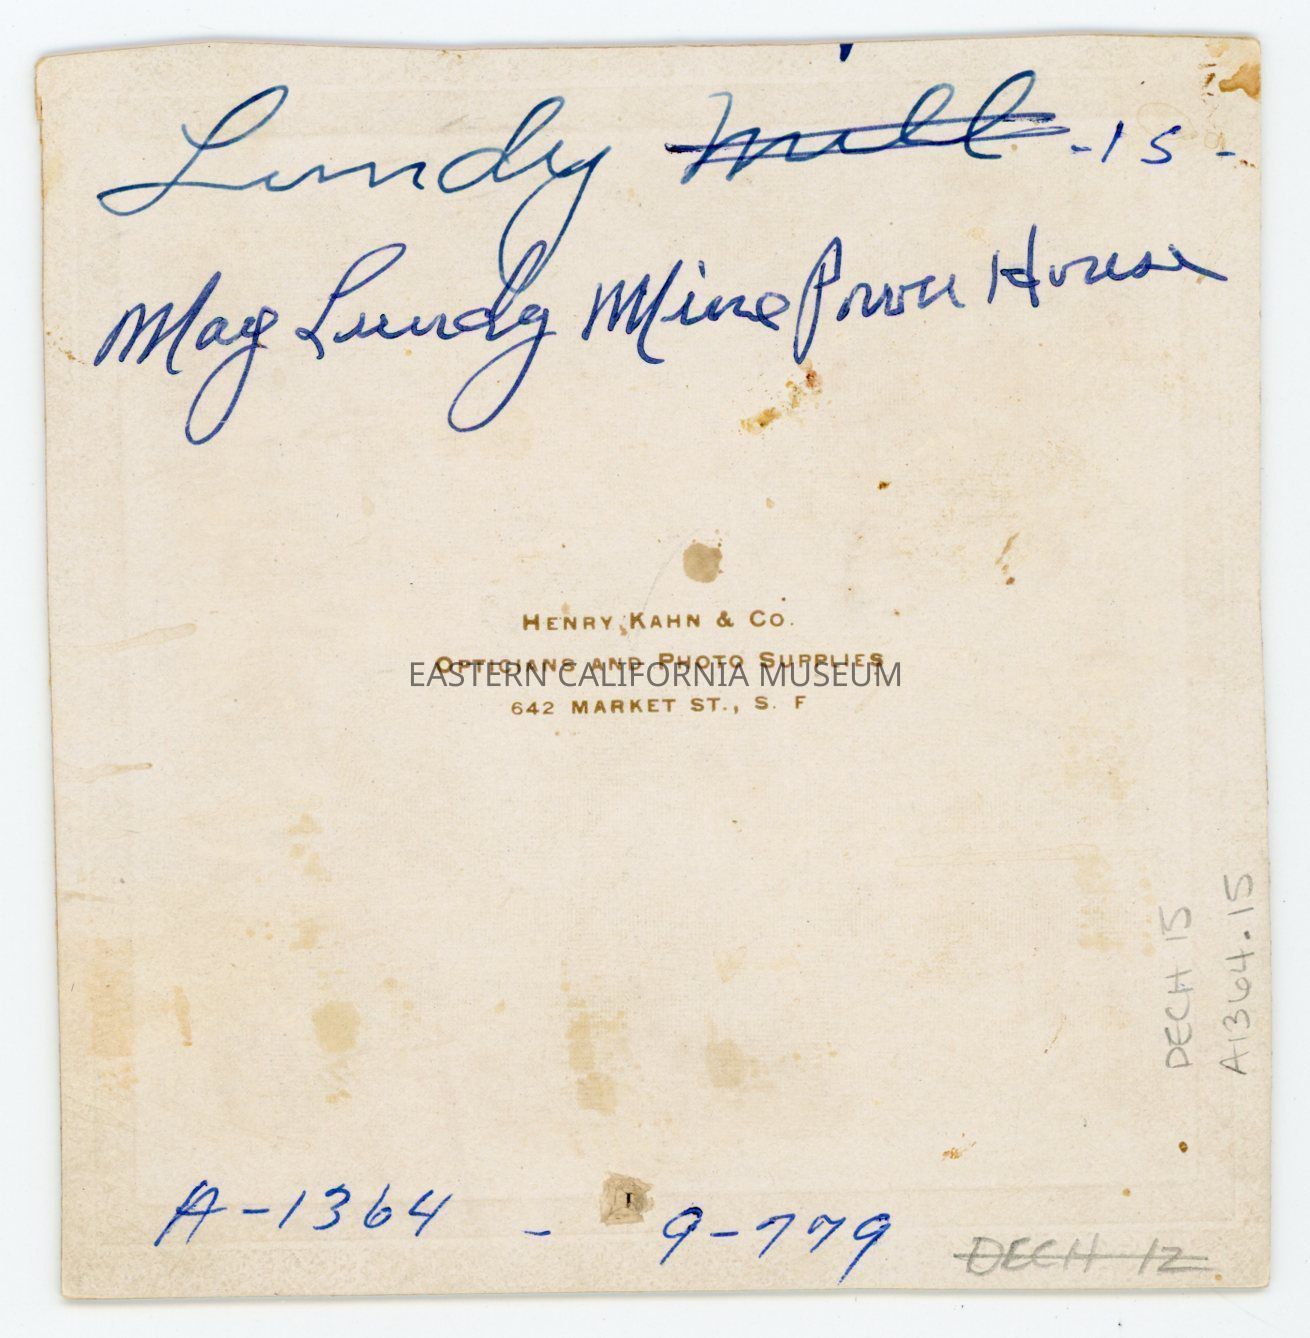 Lundy Mill -15-
May Lundy Mine Power House
HENRY KAHN & CO.
OPTICIANS AND PHOTO SUPPLIES
EASTERN CALIFORNIA MUSEUM
642 MARKET ST., S. F
DECH 15
A1364.15
A-1364 - 9-779
DECH 12